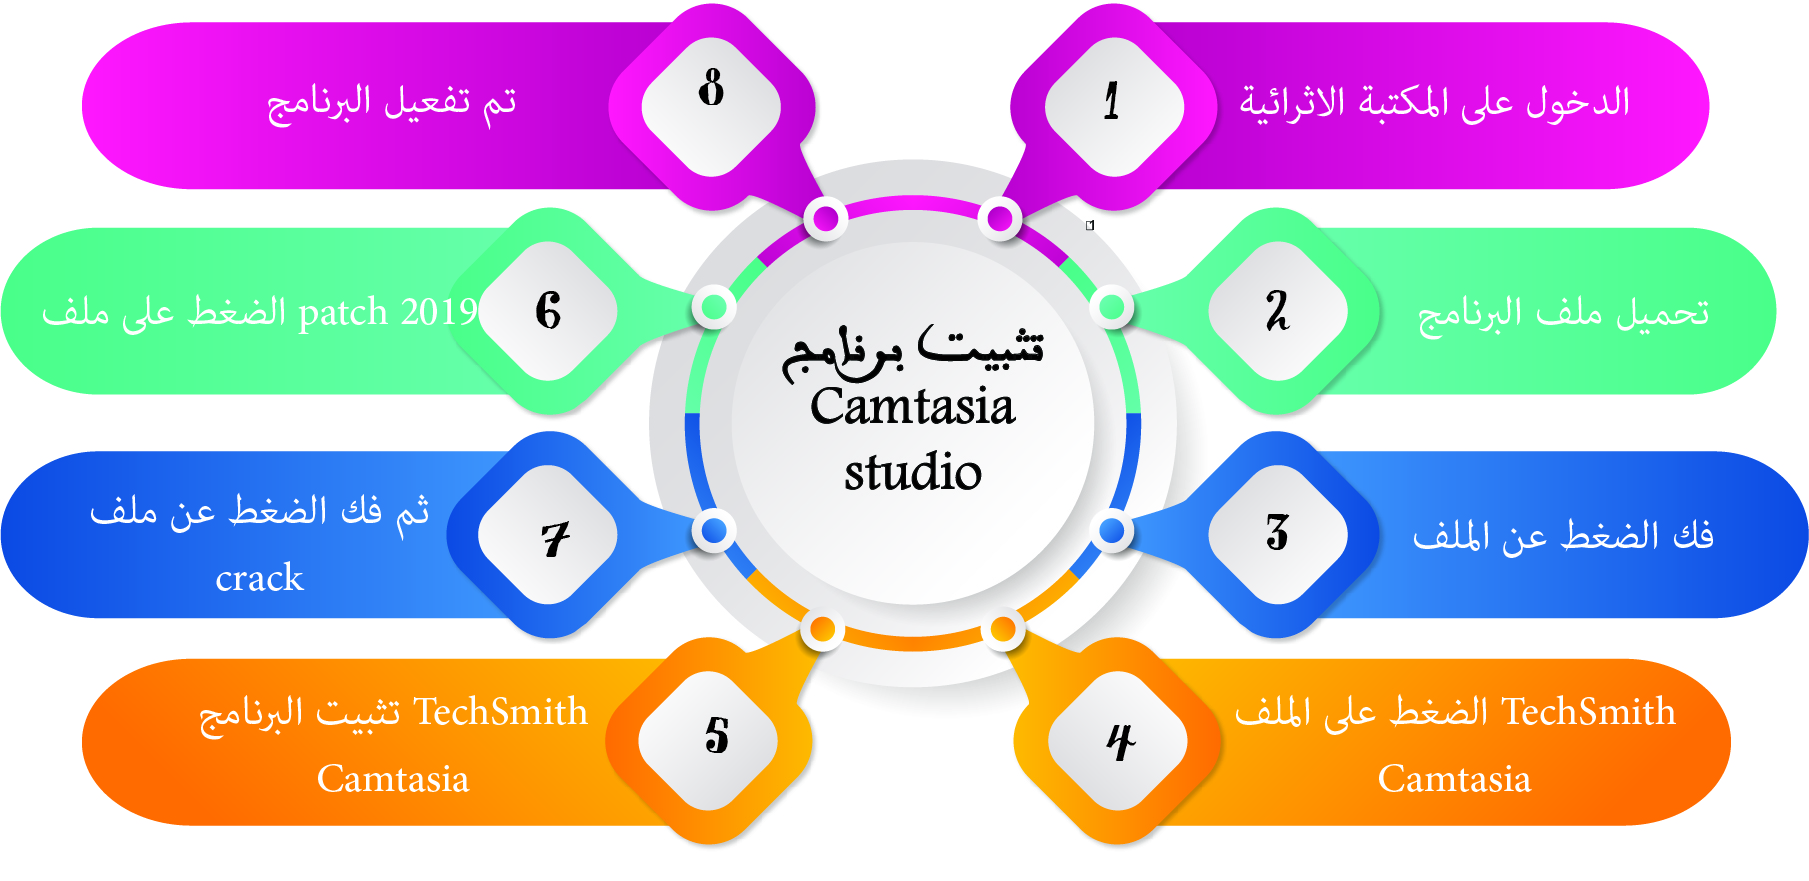 تثبيت برنامج
Camtasia
studio
1
الدخول على المكتبة الاثرائية
2
تحميل ملف البرنامج
3
فك الضغط عن الملف
4
الضغط على الملف TechSmith
Camtasia
5
تثبيت البرنامج TechSmith
Camtasia
6
الضغط على ملف patch 2019
7
ثم فك الضغط عن ملف
crack
8
تم تفعيل البرنامج